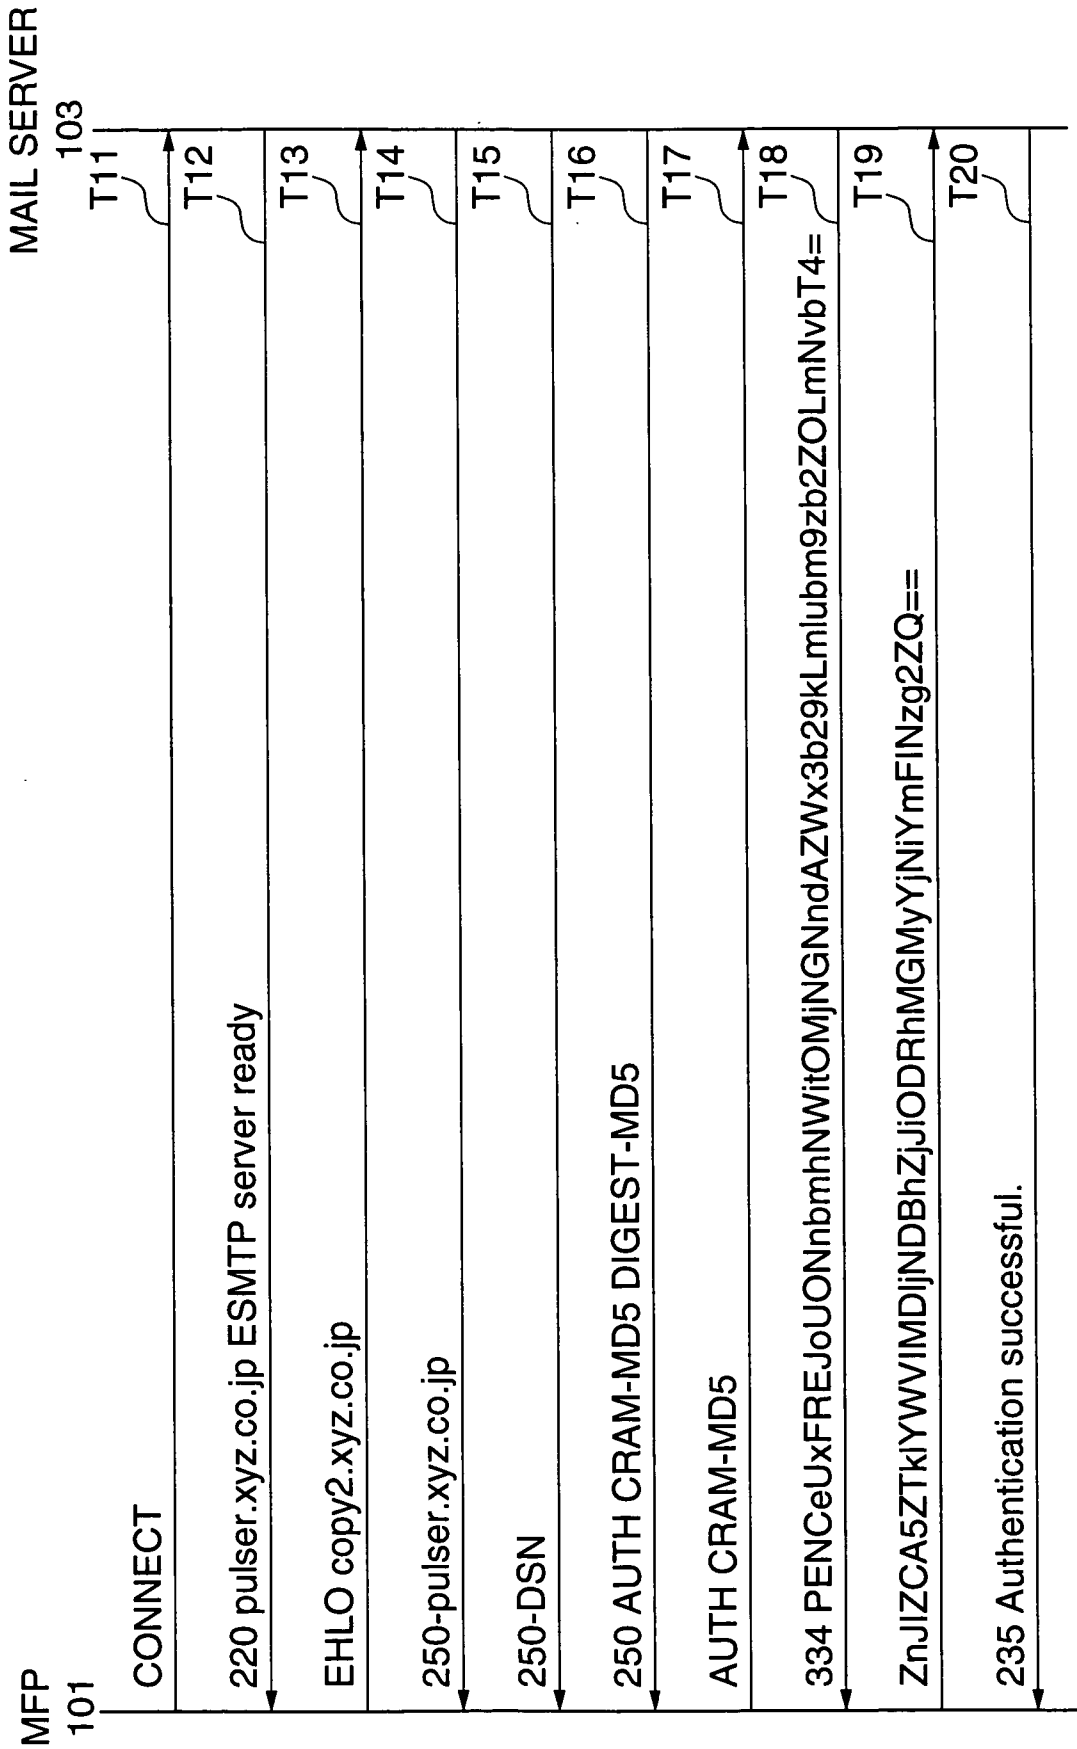 MFP
101
MAIL SERVER
103
CONNECT
T11
220 pulser.xyz.co.jp ESMTP server ready
T12
EHLO copy2.xyz.co.jp
T13
250-pulser.xyz.co.jp
T14
250-DSN
T15
250 AUTH CRAM-MD5 DIGEST-MD5
T16
AUTH CRAM-MD5
T17
334 PENCeUxFREJoUONnbmhNWitOMjNGNndAZWx3b29kLmlubm9zb2ZOLmNvbT4=
T18
ZnJlZCA5ZTklYWVVlMDljNDBhZjJiODRhMGMyYjNiYmFlNzg2ZQ==
T19
235 Authentication successful.
T20